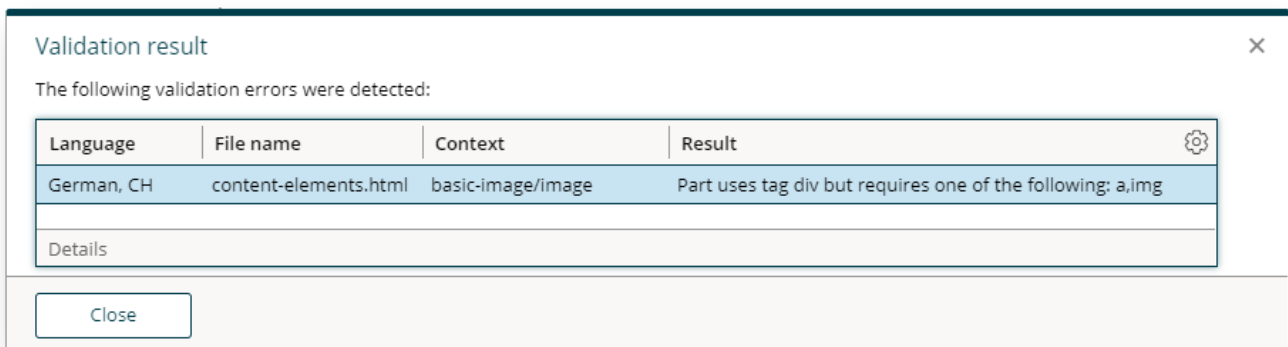 Validation result
The following validation errors were detected:
Language File name Context Result
German, CH content-elements.html basic-image/image Part uses tag div but requires one of the following: a,img
Details
Close